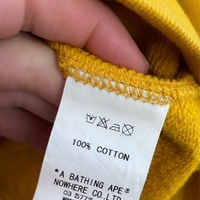 100% COTTON
*A BATHING APE®
NOWHERE CO.LTD